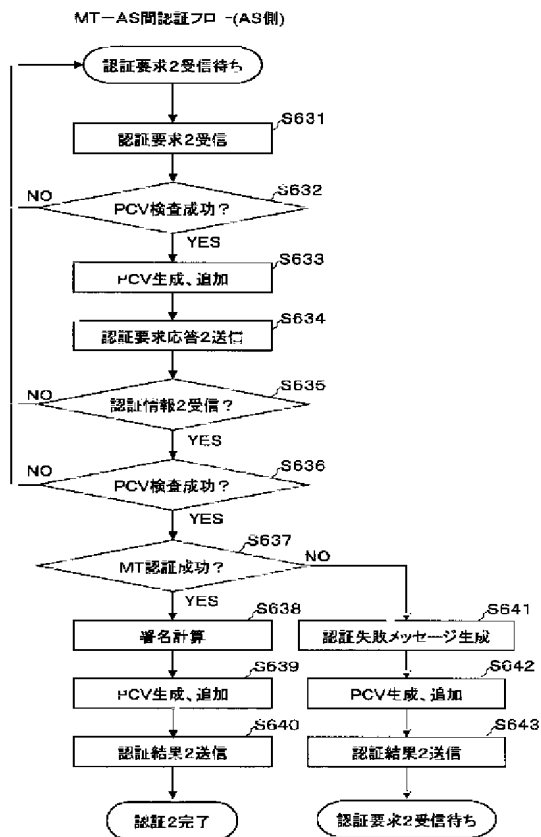 MT－AS間認証フロー(AS側)
認証要求2受信待ち
S631
認証要求2受信
S632
NO
PCV検査成功？
YES
S633
PCV生成、追加
S634
認証要求応答2送信
S635
NO
認証情報2受信？
YES
S636
NO
PCV検査成功？
YES
S637
MT認証成功？
NO
YES
S638
署名計算
S641
認証失敗メッセージ生成
S639
PCV生成、追加
S642
PCV生成、追加
S640
認証結果2送信
S643
認証結果2送信
認証2完了
認証要求2受信待ち